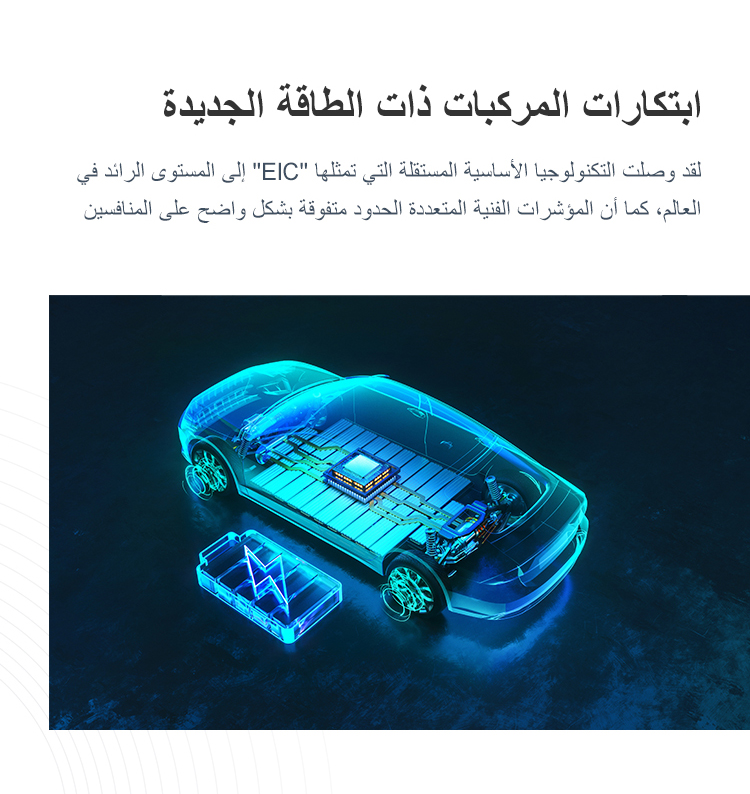 ابتكارات المركبات ذات الطاقة الجديدة
لقد وصلت التكنولوجيا الأساسية المستقلة التي تمثلها "EIC" إلى المستوى الرائد في
العالم، كما أن المؤشرات الفنية المتعددة الحدود متفوقة بشكل واضح على المنافسين